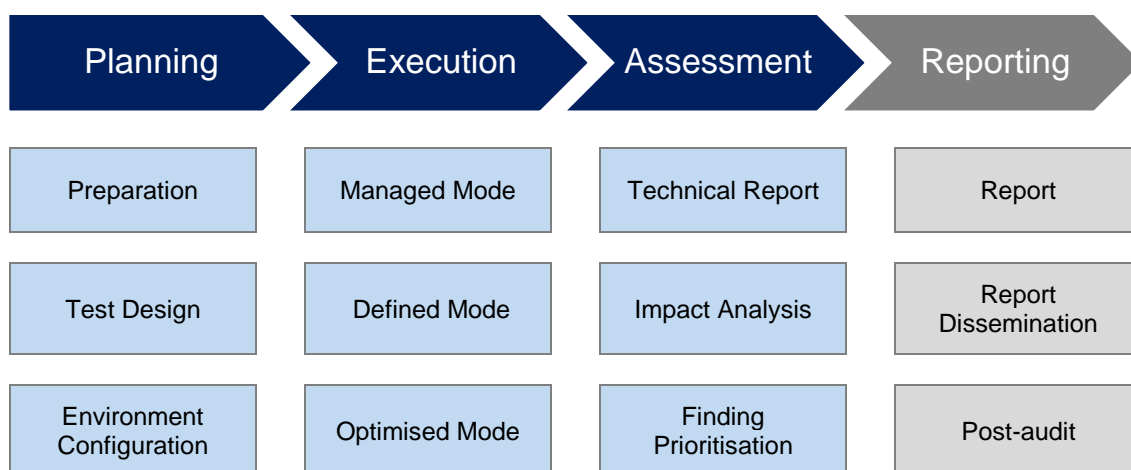 Planning
Execution
Assessment
Reporting
Preparation
Managed Mode
Technical Report
Report
Test Design
Defined Mode
Impact Analysis
Report
Dissemination
Environment
Configuration
Optimised Mode
Finding
Prioritisation
Post-audit